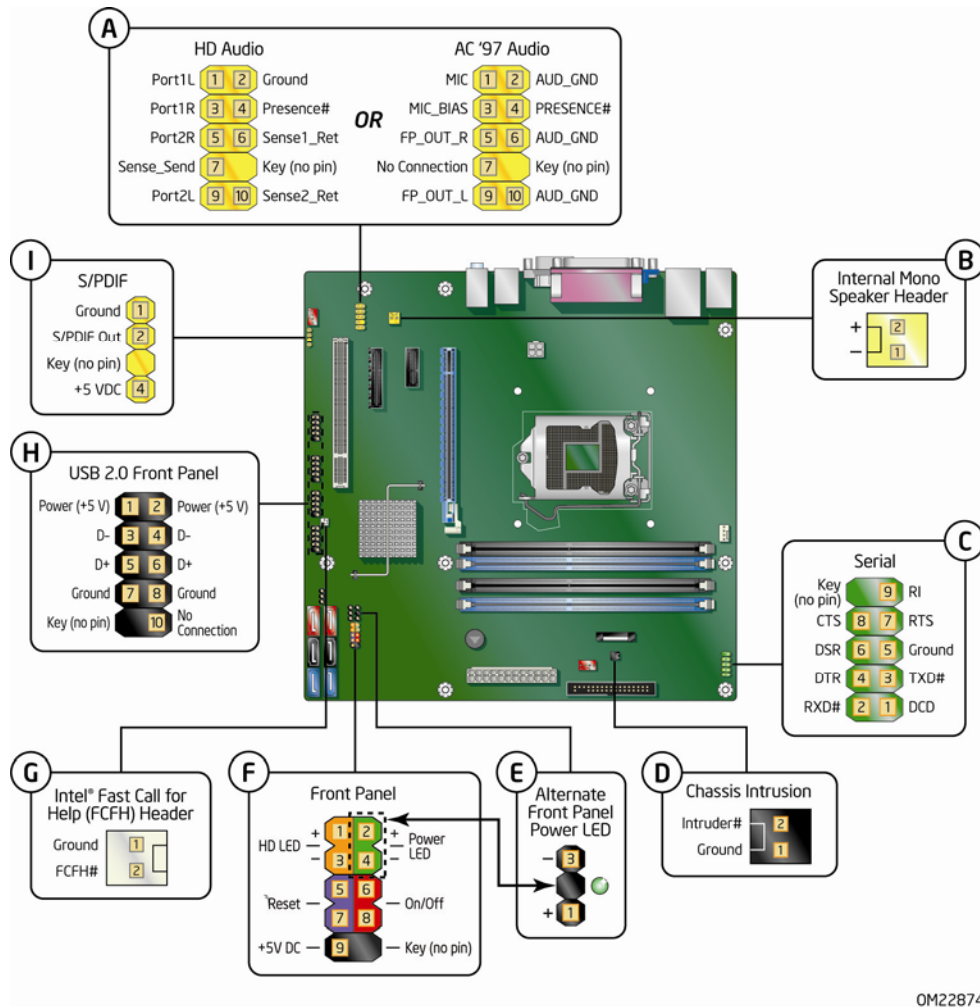 A
HD Audio
Port1L 1 2 Ground
Port1R 3 4 Presence#
Port2R 5 6 Sense1_Ret
Sense_Send 7 Key (no pin)
Port2L 9 10 Sense2_Ret
OR
AC '97 Audio
MIC 1 2 AUD_GND
MIC_BIAS 3 4 PRESENCE#
FP_OUT_R 5 6 AUD_GND
No Connection 7 Key (no pin)
FP_OUT_L 9 10 AUD_GND
I
S/PDIF
Ground 1
S/PDIF Out 2
Key (no pin)
+5 VDC 4
B
Internal Mono
Speaker Header
+ 2
– 1
H
USB 2.0 Front Panel
Power (+5 V) 1 2 Power (+5 V)
D- 3 4 D-
D+ 5 6 D+
Ground 7 8 Ground
Key (no pin) 10 No
Connection
C
Serial
Key
(no pin) 9 RI
CTS 8 7 RTS
DSR 6 5 Ground
DTR 4 3 TXD#
RXD# 2 1 DCD
G
Intel® Fast Call for
Help (FCFH) Header
Ground 1
FCFH# 2
F
Front Panel
+ 1 2 +
HD LED Power
LED
– 3 4 –
5 6
Reset On/Off
7 8
+5V DC 9 Key (no pin)
E
Alternate
Front Panel
Power LED
– 3
+ 1
D
Chassis Intrusion
Intruder# 2
Ground 1
OM22874